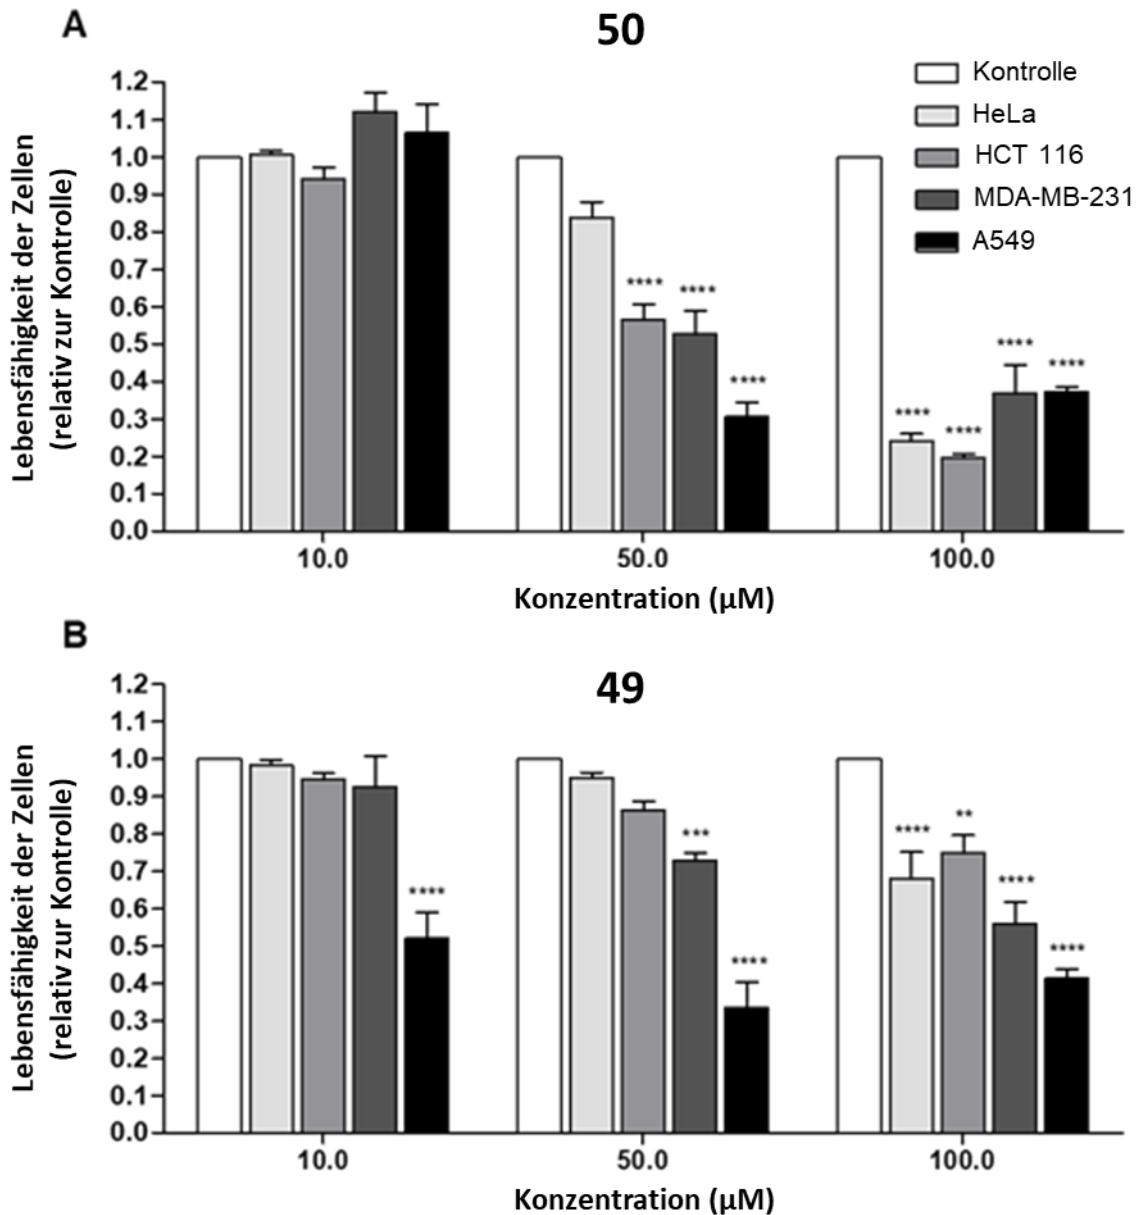 A
50
Lebensfähigkeit der Zellen
(relativ zur Kontrolle)
1.2
1.1
1.0
0.9
0.8
0.7
0.6
0.5
0.4
0.3
0.2
0.1
0.0
Kontrolle
HeLa
HCT 116
MDA-MB-231
A549
**** **** ****
**** **** **** ****
10.0 50.0 100.0
Konzentration (µM)
B
49
Lebensfähigkeit der Zellen
(relativ zur Kontrolle)
1.2
1.1
1.0
0.9
0.8
0.7
0.6
0.5
0.4
0.3
0.2
0.1
0.0
****
*** ****
**** ** **** ****
10.0 50.0 100.0
Konzentration (µM)